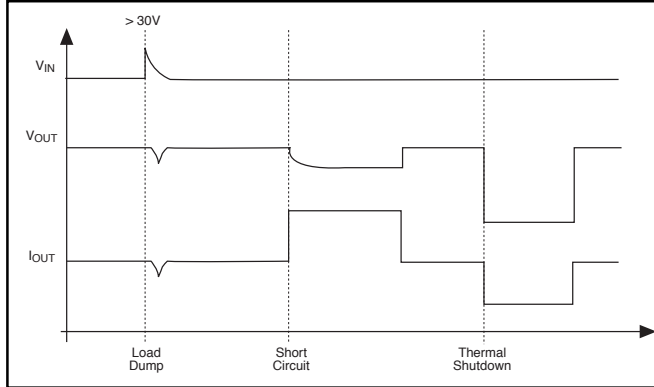 > 30V
VIN
VOUT
IOUT
Load
Dump
Short
Circuit
Thermal
Shutdown